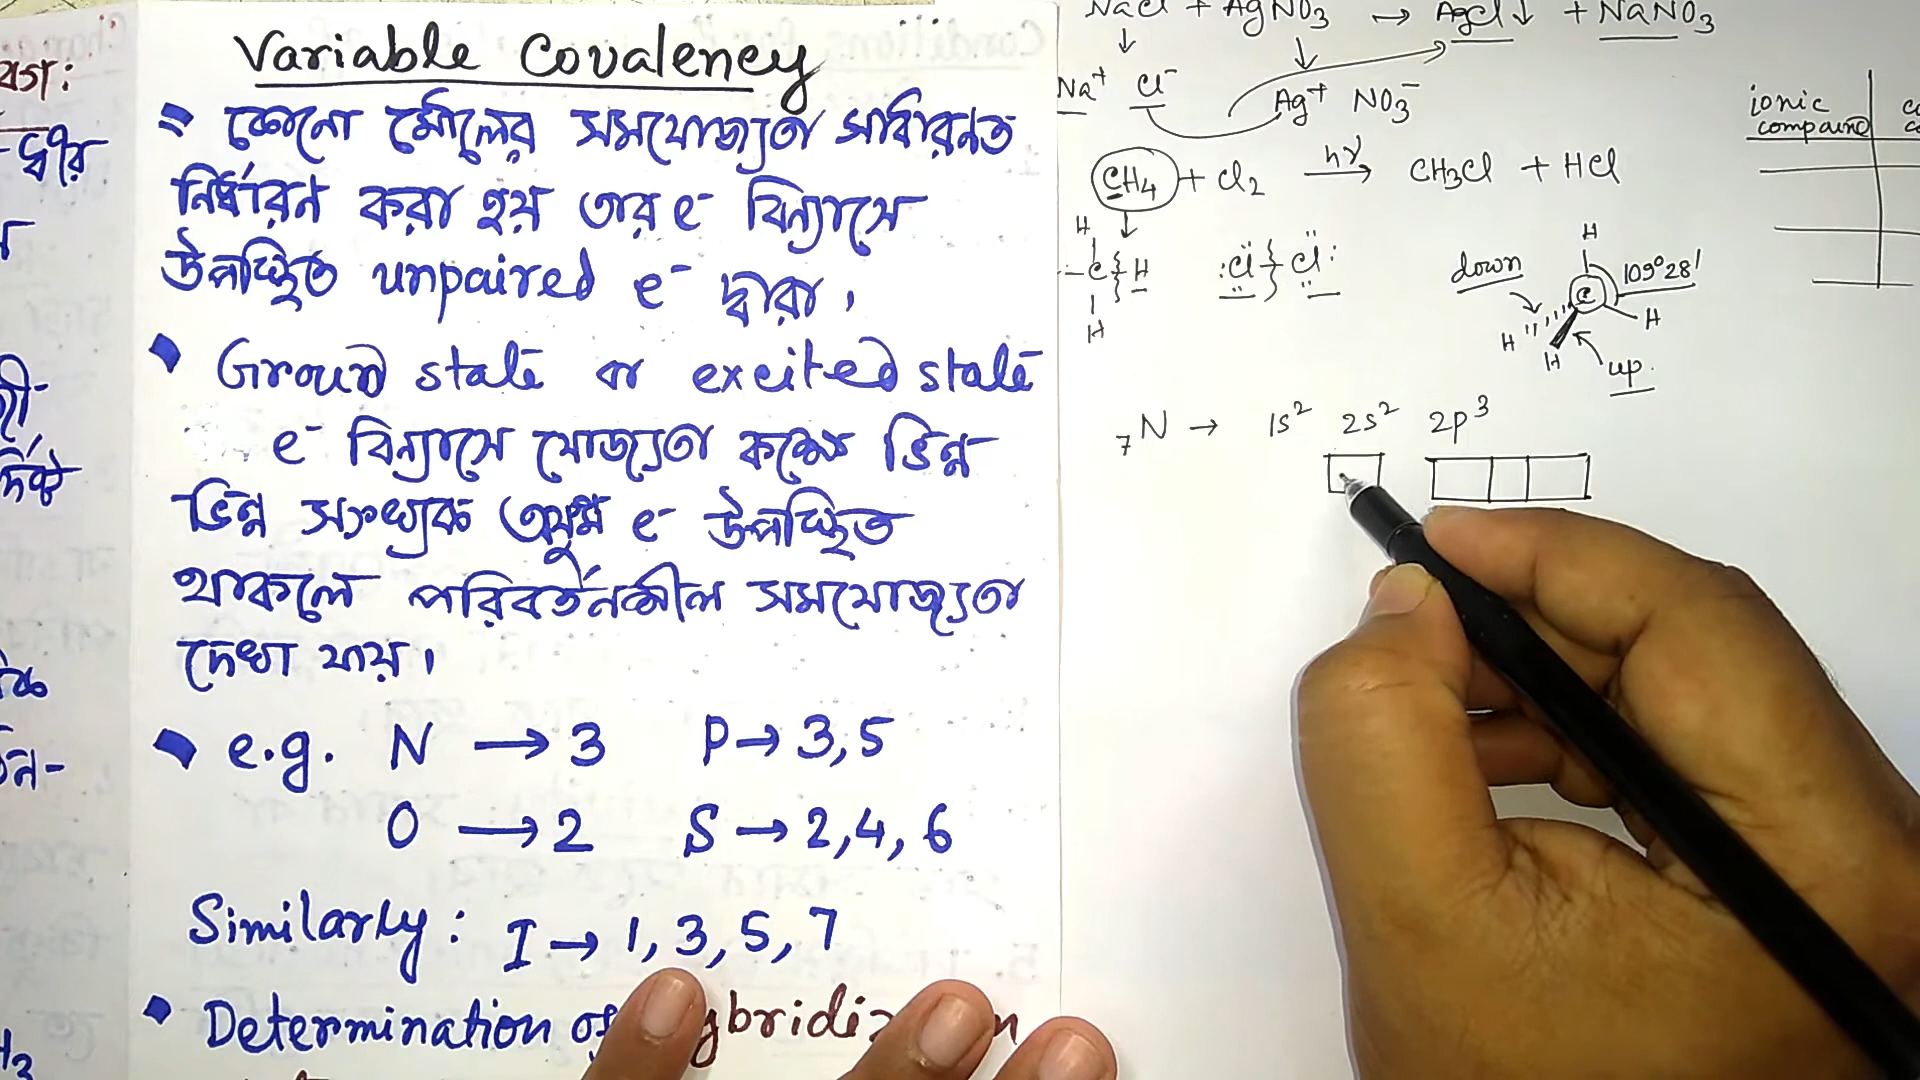 Variable Covalency
কোনো মৌলের সমযোজ্যতা সাধারনত
নির্ধারন করা হয় তার e⁻ বিন্যাসে
উপস্থিত unpaired e⁻ দ্বারা।
Ground state বা excited state
e⁻ বিন্যাসে যোজ্যতা কক্ষে ভিন্ন
ভিন্ন সংখ্যক অযুগ্ম e⁻ উপস্থিত
থাকলে পরিবর্তনশীল সমযোজ্যতা
দেখা যায়।
e.g. N → 3 P → 3, 5
O → 2 S → 2, 4, 6
Similarly: I → 1, 3, 5, 7
Determination of
NaCl + AgNO3 → AgCl↓ + NaNO3
Na⁺ Cl⁻ Ag⁺ NO3⁻
CH4 + Cl2 hν → CH3Cl + HCl
H
C H :Cl Cl:
H
down H 109°28'
C
H H H
up.
ionic
compound
₇N → 1s² 2s² 2p³